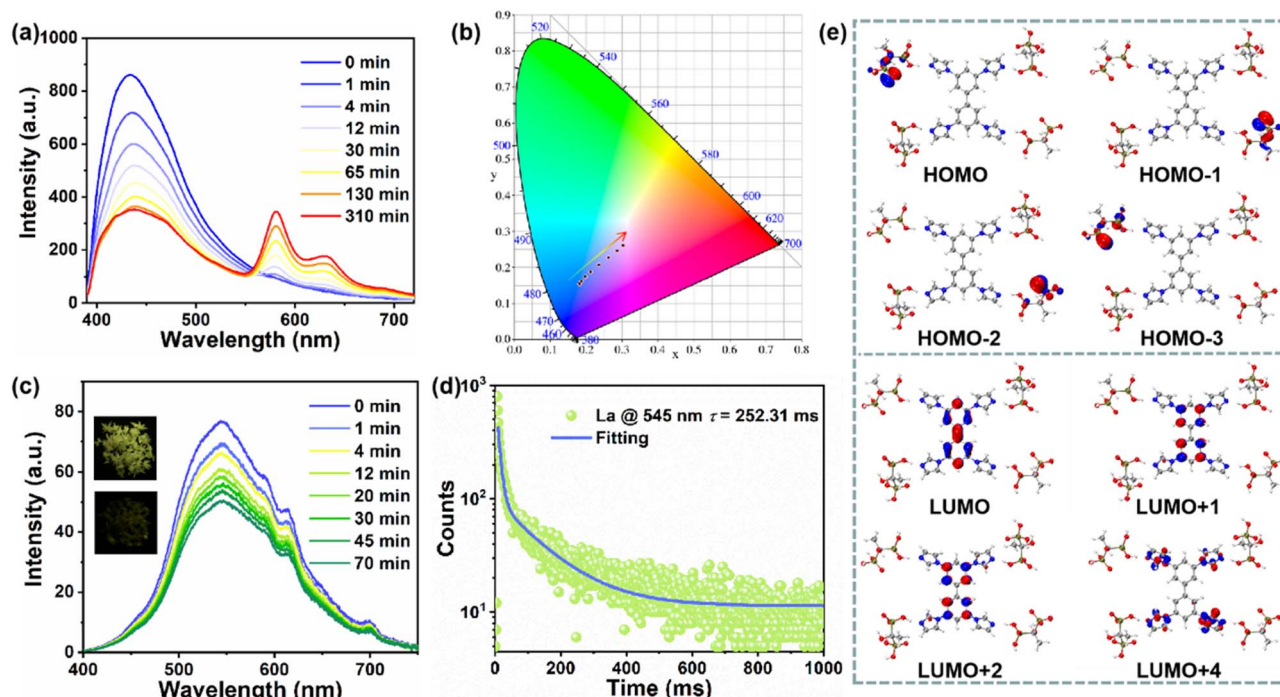 (a)
1000
800
600
400
200
0
Intensity (a.u.)
0 min
1 min
4 min
12 min
30 min
65 min
130 min
310 min
400 500 600 700
Wavelength (nm)
(b)
0.9
0.8
0.7
0.6
0.5
0.4
0.3
0.2
0.1
0.0
y
520
540
560
500
580
600
620
490
700
480
470
460
380
0.0 0.1 0.2 0.3 0.4 0.5 0.6 0.7 0.8
x
(c)
80
60
40
20
0
Intensity (a.u.)
0 min
1 min
4 min
12 min
20 min
30 min
45 min
70 min
400 500 600 700
Wavelength (nm)
(d)
10³
10²
10¹
Counts
La @ 545 nm τ = 252.31 ms
Fitting
0 200 400 600 800 1000
Time (ms)
(e)
HOMO HOMO-1
HOMO-2 HOMO-3
LUMO LUMO+1
LUMO+2 LUMO+4